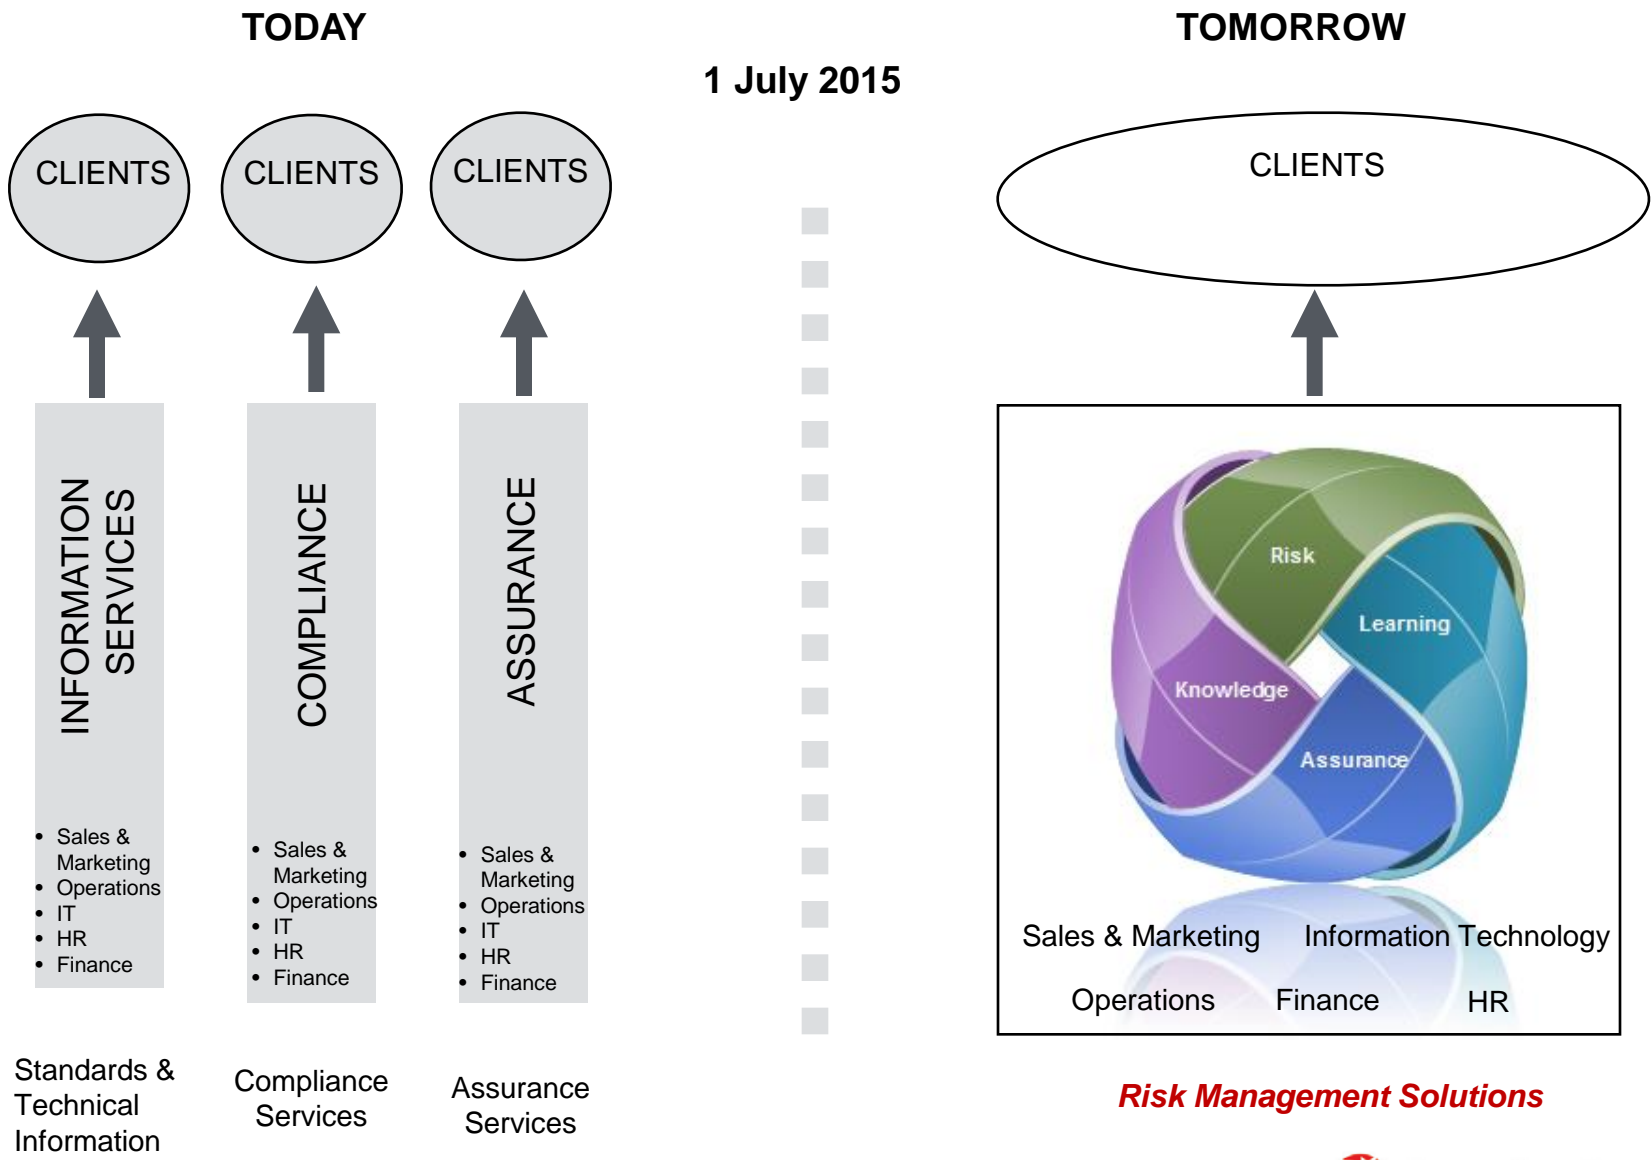 TODAY
TOMORROW
1 July 2015
CLIENTS
CLIENTS
CLIENTS
CLIENTS
INFORMATION
SERVICES
COMPLIANCE
ASSURANCE
• Sales &
Marketing
• Operations
• IT
• HR
• Finance
• Sales &
Marketing
• Operations
• IT
• HR
• Finance
• Sales &
Marketing
• Operations
• IT
• HR
• Finance
Risk
Learning
Knowledge
Assurance
Sales & Marketing
Information Technology
Operations
Finance
HR
Standards &
Technical
Information
Compliance
Services
Assurance
Services
Risk Management Solutions